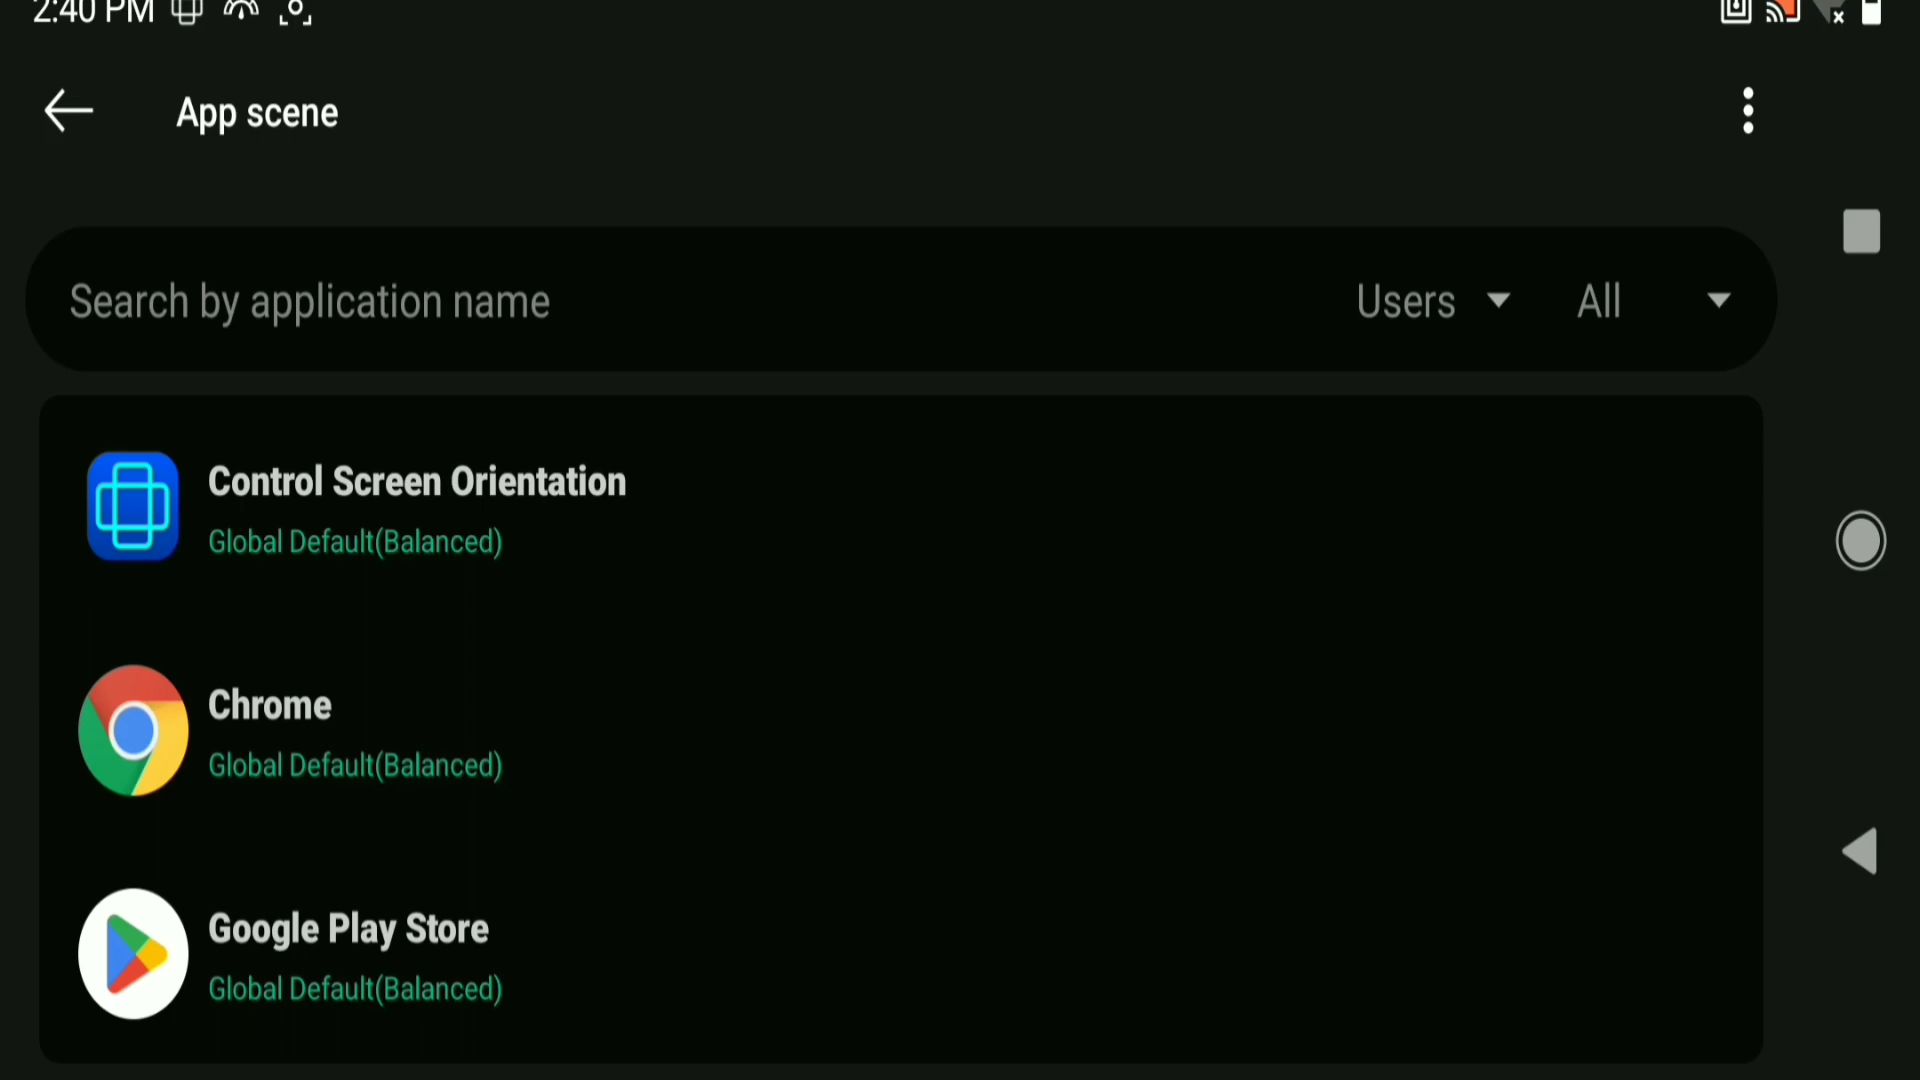 2:40 PM
App scene
Search by application name
Users
All
Control Screen Orientation
Global Default(Balanced)
Chrome
Global Default(Balanced)
Google Play Store
Global Default(Balanced)